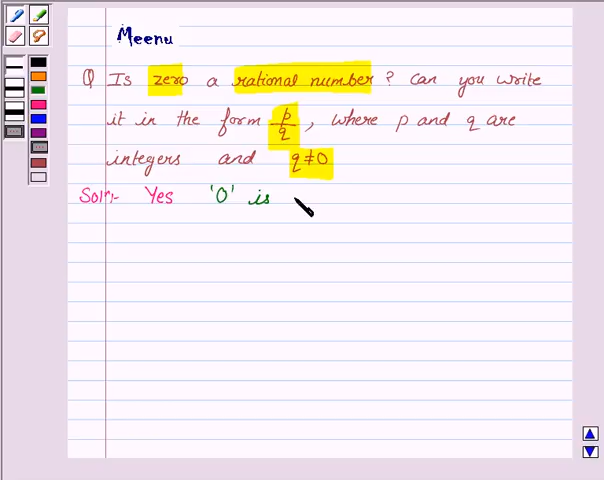 Meenu
Q Is zero a rational number? Can you write
it in the form p/q, where p and q are
integers and q≠0
Soln:- Yes '0' is